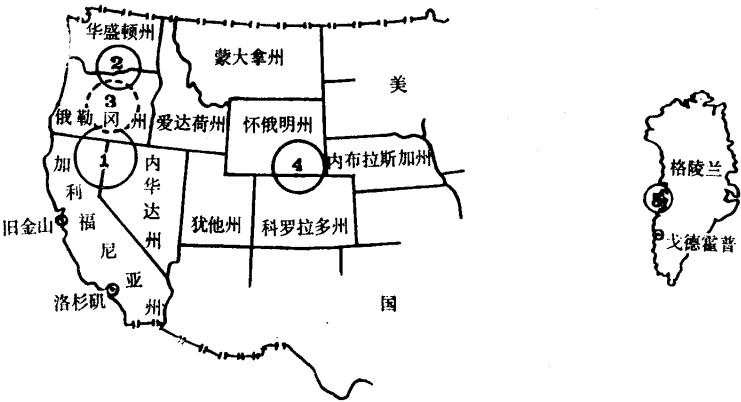 华盛顿州
2
蒙大拿州
美
3
俄勒冈州
爱达荷州
怀俄明州
1
4
内布拉斯加州
加利福尼亚州
内华达州
犹他州
科罗拉多州
旧金山
洛杉矶
国
格陵兰
5
戈德霍普